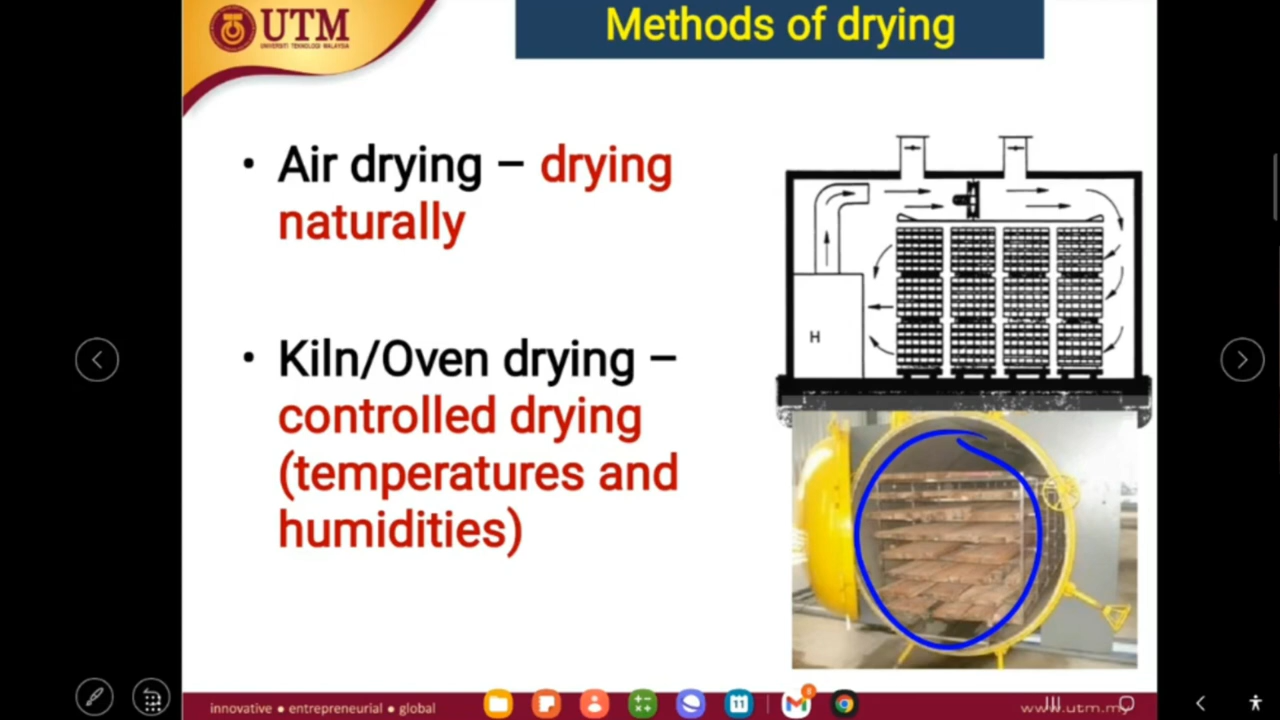 UTM
UNIVERSITI TEKNOLOGI MALAYSIA
Methods of drying
• Air drying – drying
naturally
• Kiln/Oven drying –
controlled drying
(temperatures and
humidities)
H
innovative ● entrepreneurial ● global
www.utm.my
11